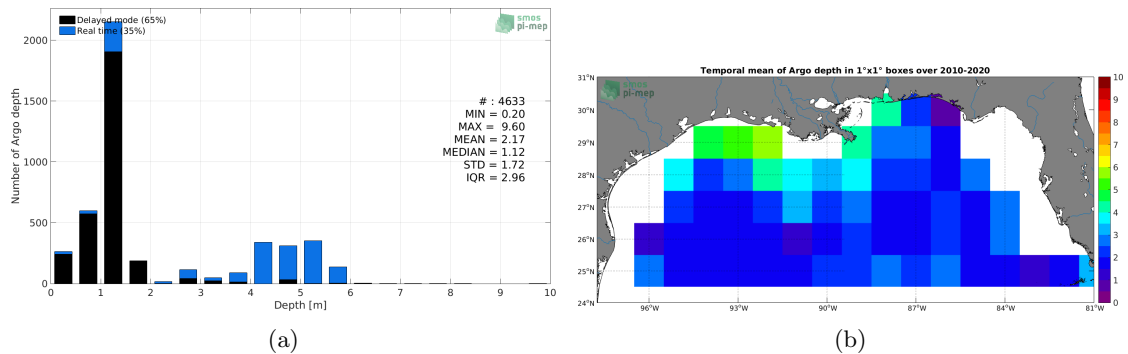 Delayed mode (65%)
Real time (35%)
smos
pi-mep
Number of Argo depth
2000
1500
1000
500
0
# : 4633
MIN = 0.20
MAX = 9.60
MEAN = 2.17
MEDIAN = 1.12
STD = 1.72
IQR = 2.96
0 1 2 3 4 5 6 7 8 9 10
Depth [m]
(a)
Temporal mean of Argo depth in 1°x1° boxes over 2010-2020
smos
pi-mep
31°N
30°N
29°N
28°N
27°N
26°N
25°N
24°N
96°W 93°W 90°W 87°W 84°W 81°W
10
9
8
7
6
5
4
3
2
1
0
(b)